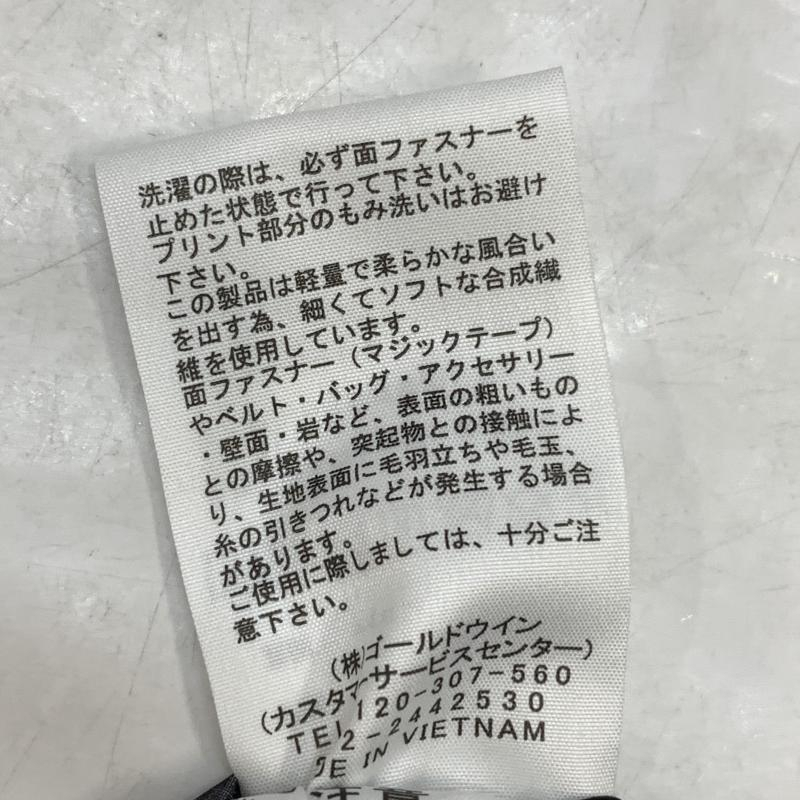 洗濯の際は、必ず面ファスナーを
止めた状態で行って下さい。
プリント部分のもみ洗いはお避け
下さい。
この製品は軽量で柔らかな風合い
を出す為、細くてソフトな合成繊
維を使用しています。
面ファスナー（マジックテープ）
やベルト・バッグ・アクセサリー
・壁面・岩など、表面の粗いもの
との摩擦や、突起物との接触によ
り、生地表面に毛羽立ちや毛玉、
糸の引きつれなどが発生する場合
があります。
ご使用に際しましては、十分ご注
意下さい。
(株)ゴールドウイン
(カスタマーサービスセンター)
TEL 120-307-560
2-2442530
DE IN VIETNAM
注意